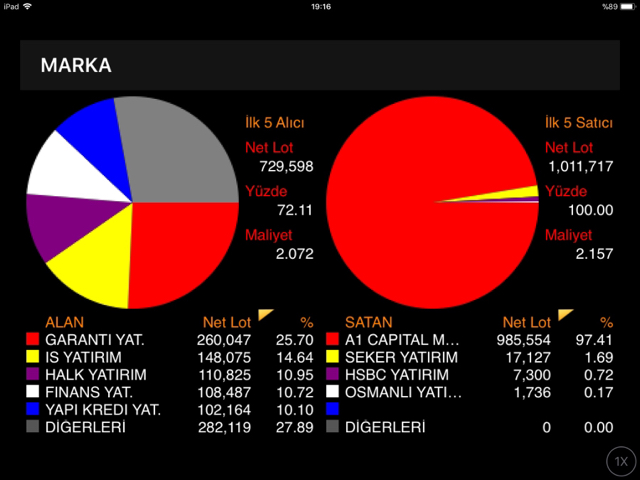 iPad 19:16 %89
MARKA
İlk 5 Alıcı
Net Lot
729,598
Yüzde
72.11
Maliyet
2.072
İlk 5 Satıcı
Net Lot
1,011,717
Yüzde
100.00
Maliyet
2.157
ALAN Net Lot %
GARANTI YAT. 260,047 25.70
IS YATIRIM 148,075 14.64
HALK YATIRIM 110,825 10.95
FINANS YAT. 108,487 10.72
YAPI KREDI YAT. 102,164 10.10
DİĞERLERİ 282,119 27.89
SATAN Net Lot %
A1 CAPITAL M... 985,554 97.41
SEKER YATIRIM 17,127 1.69
HSBC YATIRIM 7,300 0.72
OSMANLI YATI... 1,736 0.17
DİĞERLERİ 0 0.00
1X